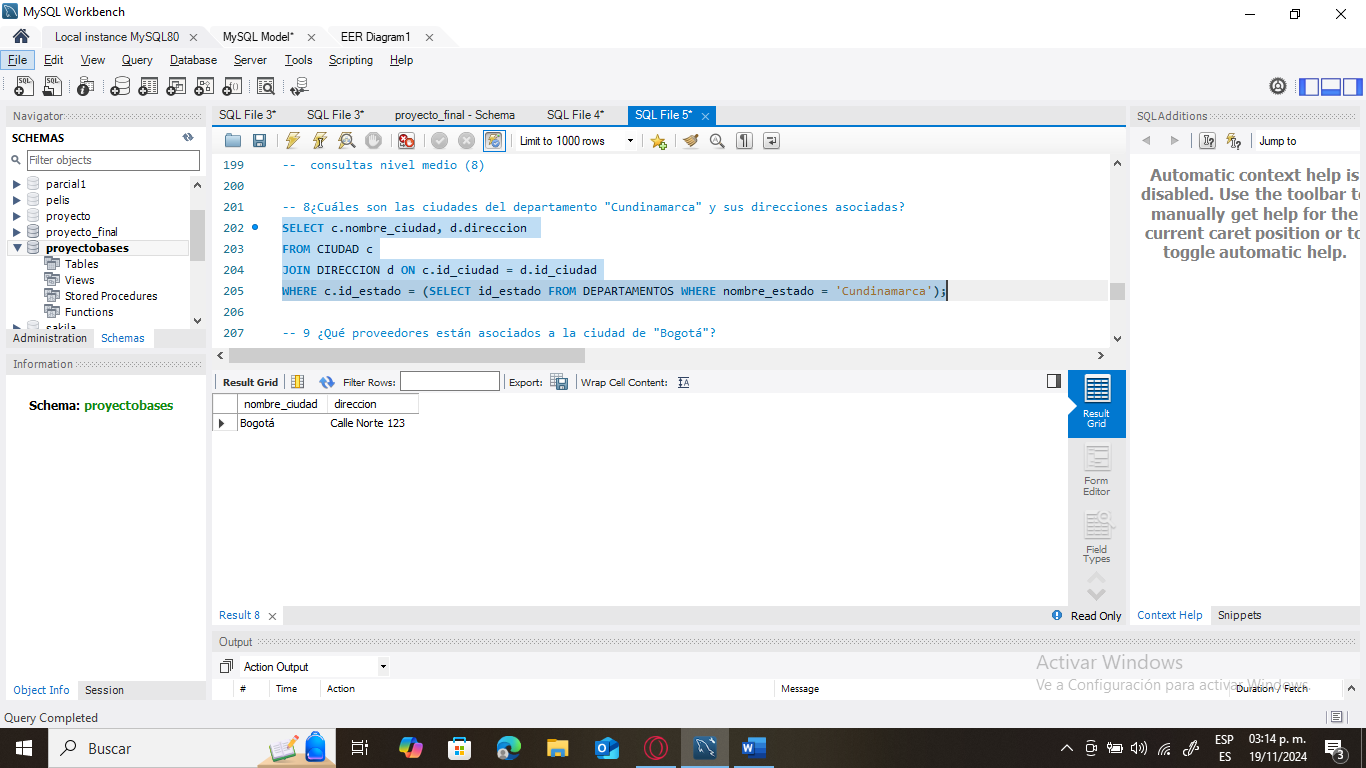 MySQL Workbench
Local instance MySQL80
MySQL Model*
EER Diagram1
File Edit View Query Database Server Tools Scripting Help
Navigator
SCHEMAS
Filter objects
parcial1
pelis
proyecto
proyecto_final
proyectobases
Tables
Views
Stored Procedures
Functions
sakila
Administration Schemas
Information
Schema: proyectobases
Object Info Session
SQL File 3* SQL File 3* proyecto_final - Schema SQL File 4* SQL File 5*
Limit to 1000 rows
199 -- consultas nivel medio (8)
200
201 -- 8¿Cuáles son las ciudades del departamento "Cundinamarca" y sus direcciones asociadas?
202 SELECT c.nombre_ciudad, d.direccion
203 FROM CIUDAD c
204 JOIN DIRECCION d ON c.id_ciudad = d.id_ciudad
205 WHERE c.id_estado = (SELECT id_estado FROM DEPARTAMENTOS WHERE nombre_estado = 'Cundinamarca');
206
207 -- 9 ¿Qué proveedores están asociados a la ciudad de "Bogotá"?
Result Grid Filter Rows: Export: Wrap Cell Content:
nombre_ciudad direccion
Bogotá Calle Norte 123
Result
Grid
Form
Editor
Field
Types
Result 8
Read Only
Output
Action Output
# Time Action Message Duration / Fetch
SQLAdditions
Jump to
Automatic context help is
disabled. Use the toolbar to
manually get help for the
current caret position or to
toggle automatic help.
Context Help Snippets
Activar Windows
Ve a Configuración para activar Windows.
Query Completed
Buscar
ESP
ES
03:14 p. m.
19/11/2024
3